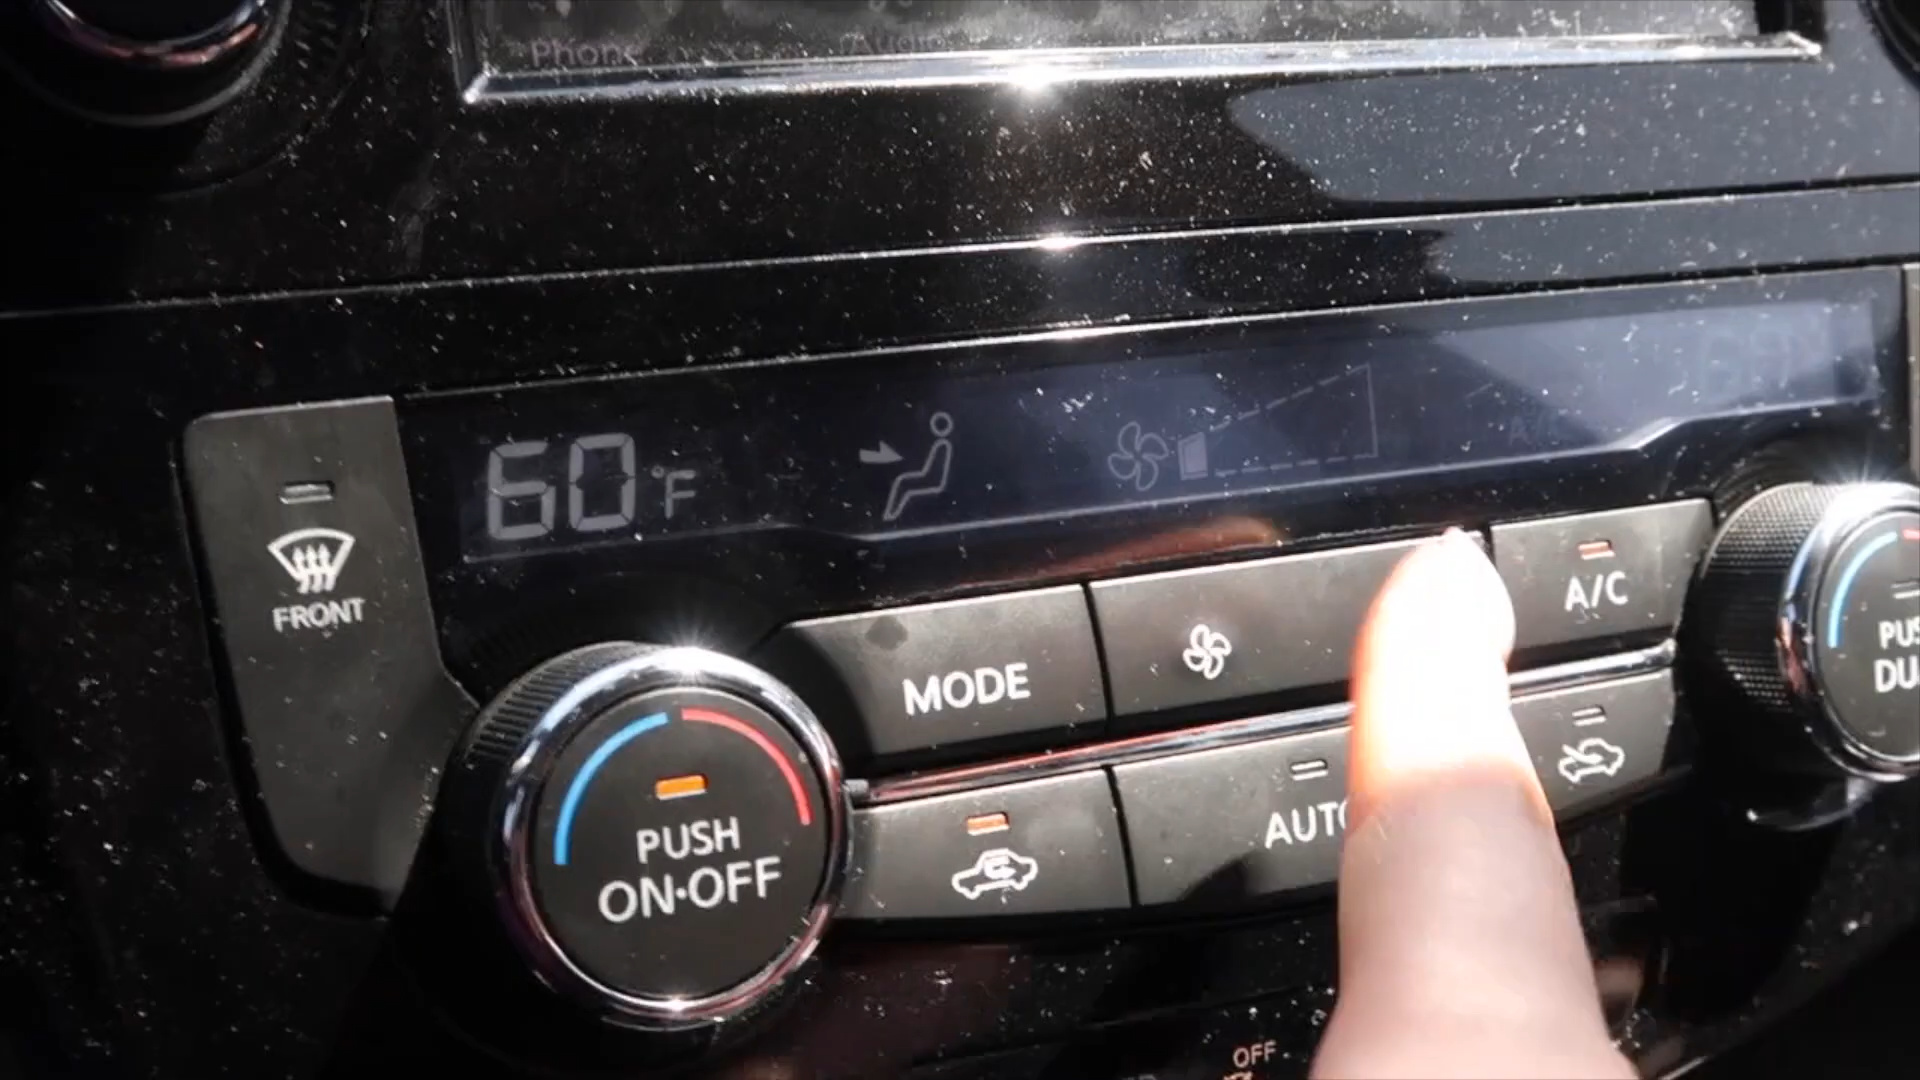 Phone
60°F
A/C
FRONT
MODE
PUSH
ON·OFF
AUTO
OFF